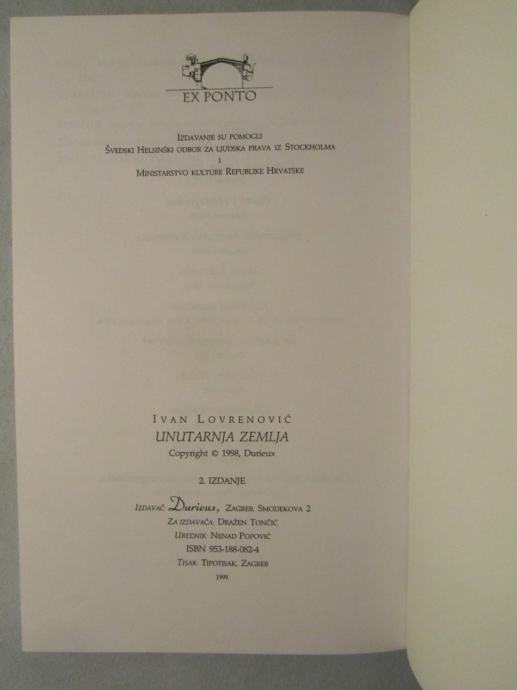 EX PONTO
IZDAVANJE SU POMOGLI
ŠVEDSKI HELSINŠKI ODBOR ZA LJUDSKA PRAVA IZ STOCKHOLMA
I
MINISTARSTVO KULTURE REPUBLIKE HRVATSKE
IVAN LOVRENOVIĆ
UNUTARNJA ZEMLJA
Copyright © 1998, Durieux
2. IZDANJE
IZDAVAČ Durieux, ZAGREB, SMODEKOVA 2
ZA IZDAVAČA: DRAŽEN TONČIĆ
UREDNIK: NENAD POPOVIĆ
ISBN 953-188-082-4
TISAK: TIPOTISAK, ZAGREB
1999.